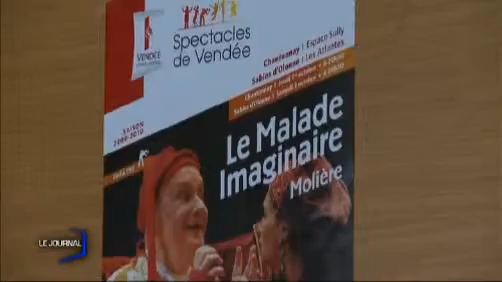 VENDÉE
Spectacles
de Vendée
Chantonnay | Espace Sully
Sables d'Olonne | Les Atlantes
SAISON
2009-2010
THÉÂTRE
Le Malade
Imaginaire
Molière
LE JOURNAL